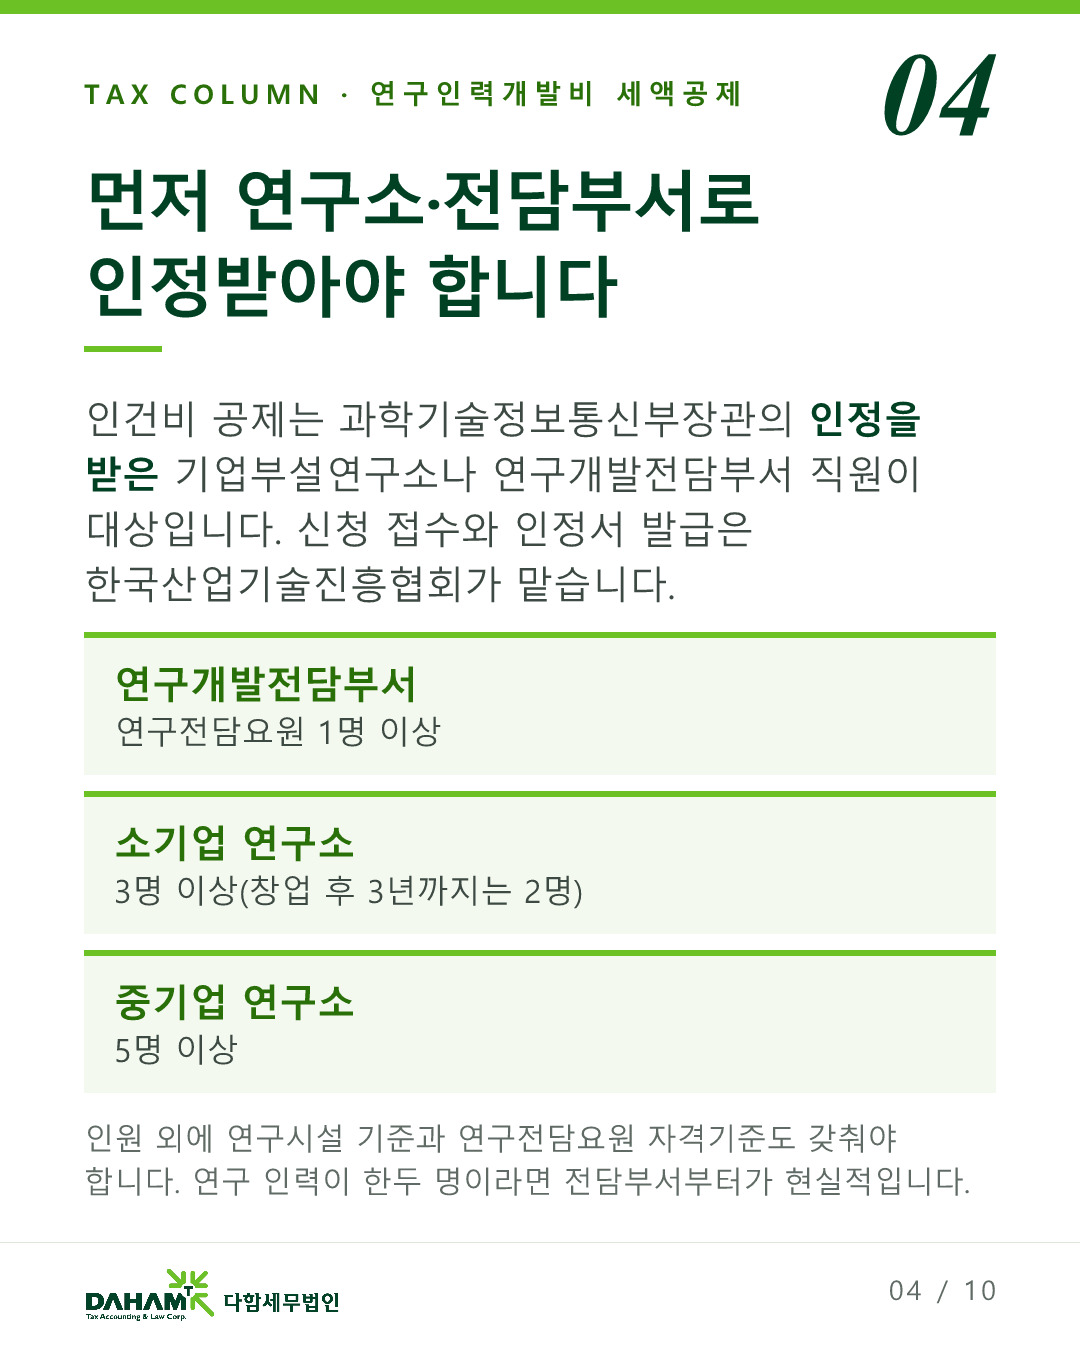 TAX COLUMN · 연구인력개발비 세액공제
04
먼저 연구소·전담부서로
인정받아야 합니다
인건비 공제는 과학기술정보통신부장관의 인정을
받은 기업부설연구소나 연구개발전담부서 직원이
대상입니다. 신청 접수와 인정서 발급은
한국산업기술진흥협회가 맡습니다.
연구개발전담부서
연구전담요원 1명 이상
소기업 연구소
3명 이상(창업 후 3년까지는 2명)
중기업 연구소
5명 이상
인원 외에 연구시설 기준과 연구전담요원 자격기준도 갖춰야
합니다. 연구 인력이 한두 명이라면 전담부서부터가 현실적입니다.
DAHAM T 다함세무법인
Tax Accounting & Law Corp.
04 / 10